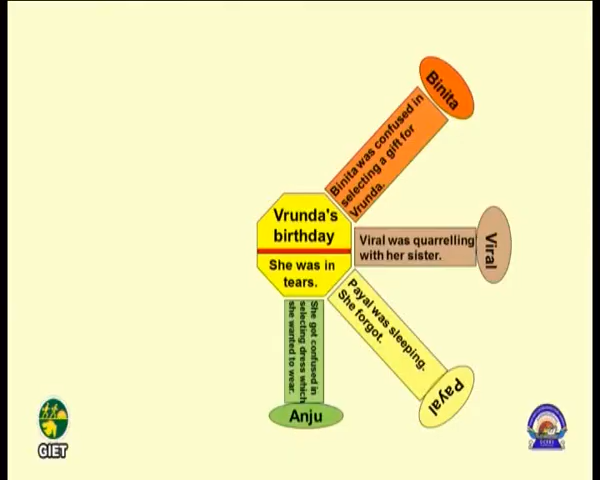 Vrunda's
birthday
She was in
tears.
Binita
Binita was confused in
selecting a gift for
Vrunda.
Viral
Viral was quarrelling
with her sister.
Payal
Payal was sleeping.
She forgot.
Anju
She got confused in
selecting dress which
she wanted to wear.
GIET